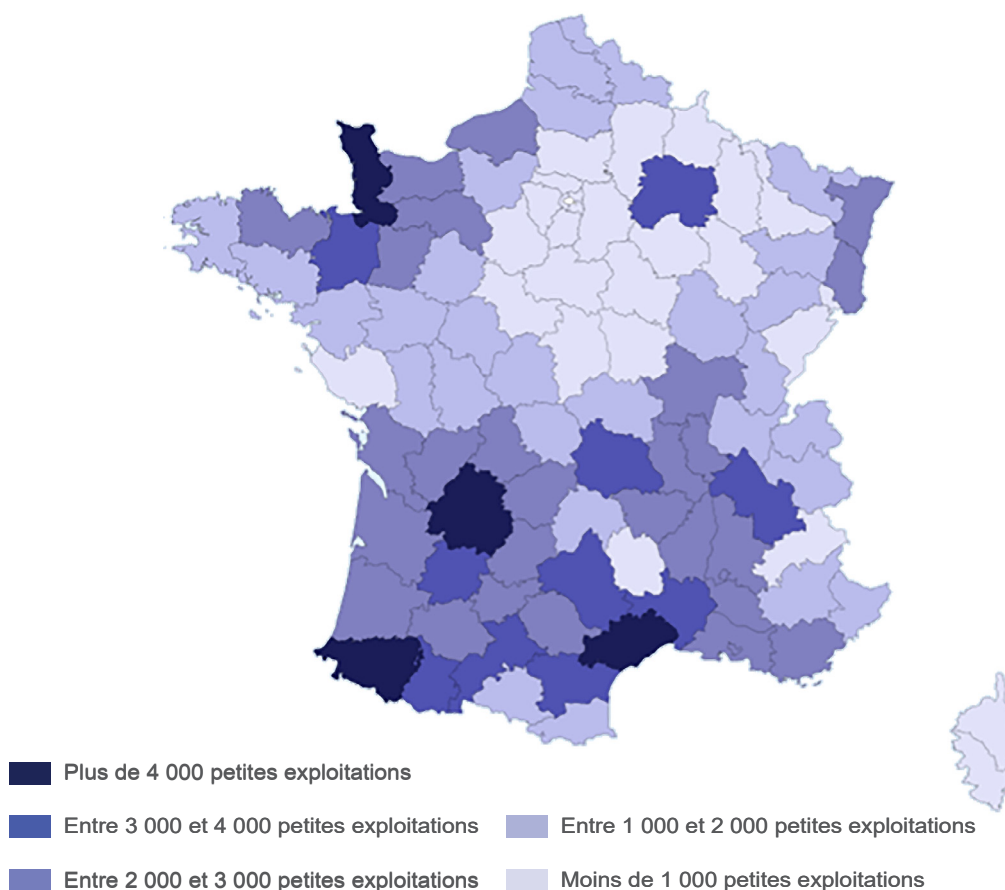 Plus de 4 000 petites exploitations
Entre 3 000 et 4 000 petites exploitations
Entre 1 000 et 2 000 petites exploitations
Entre 2 000 et 3 000 petites exploitations
Moins de 1 000 petites exploitations